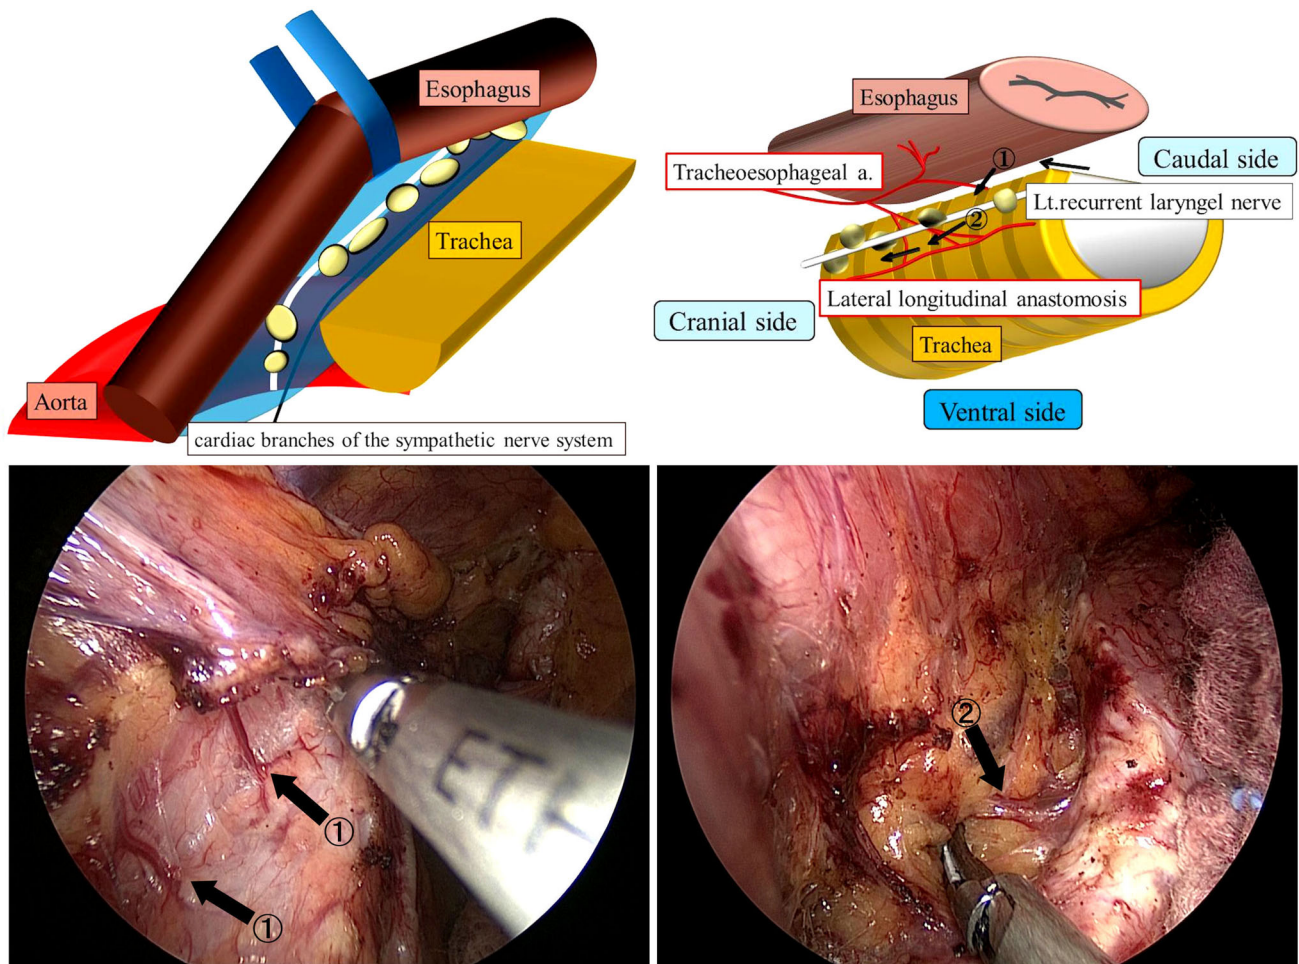 Esophagus
Trachea
Aorta
cardiac branches of the sympathetic nerve system
Esophagus
①
Caudal side
Tracheoesophageal a.
Lt.recurrent laryngel nerve
②
Lateral longitudinal anastomosis
Cranial side
Trachea
Ventral side
①
①
②